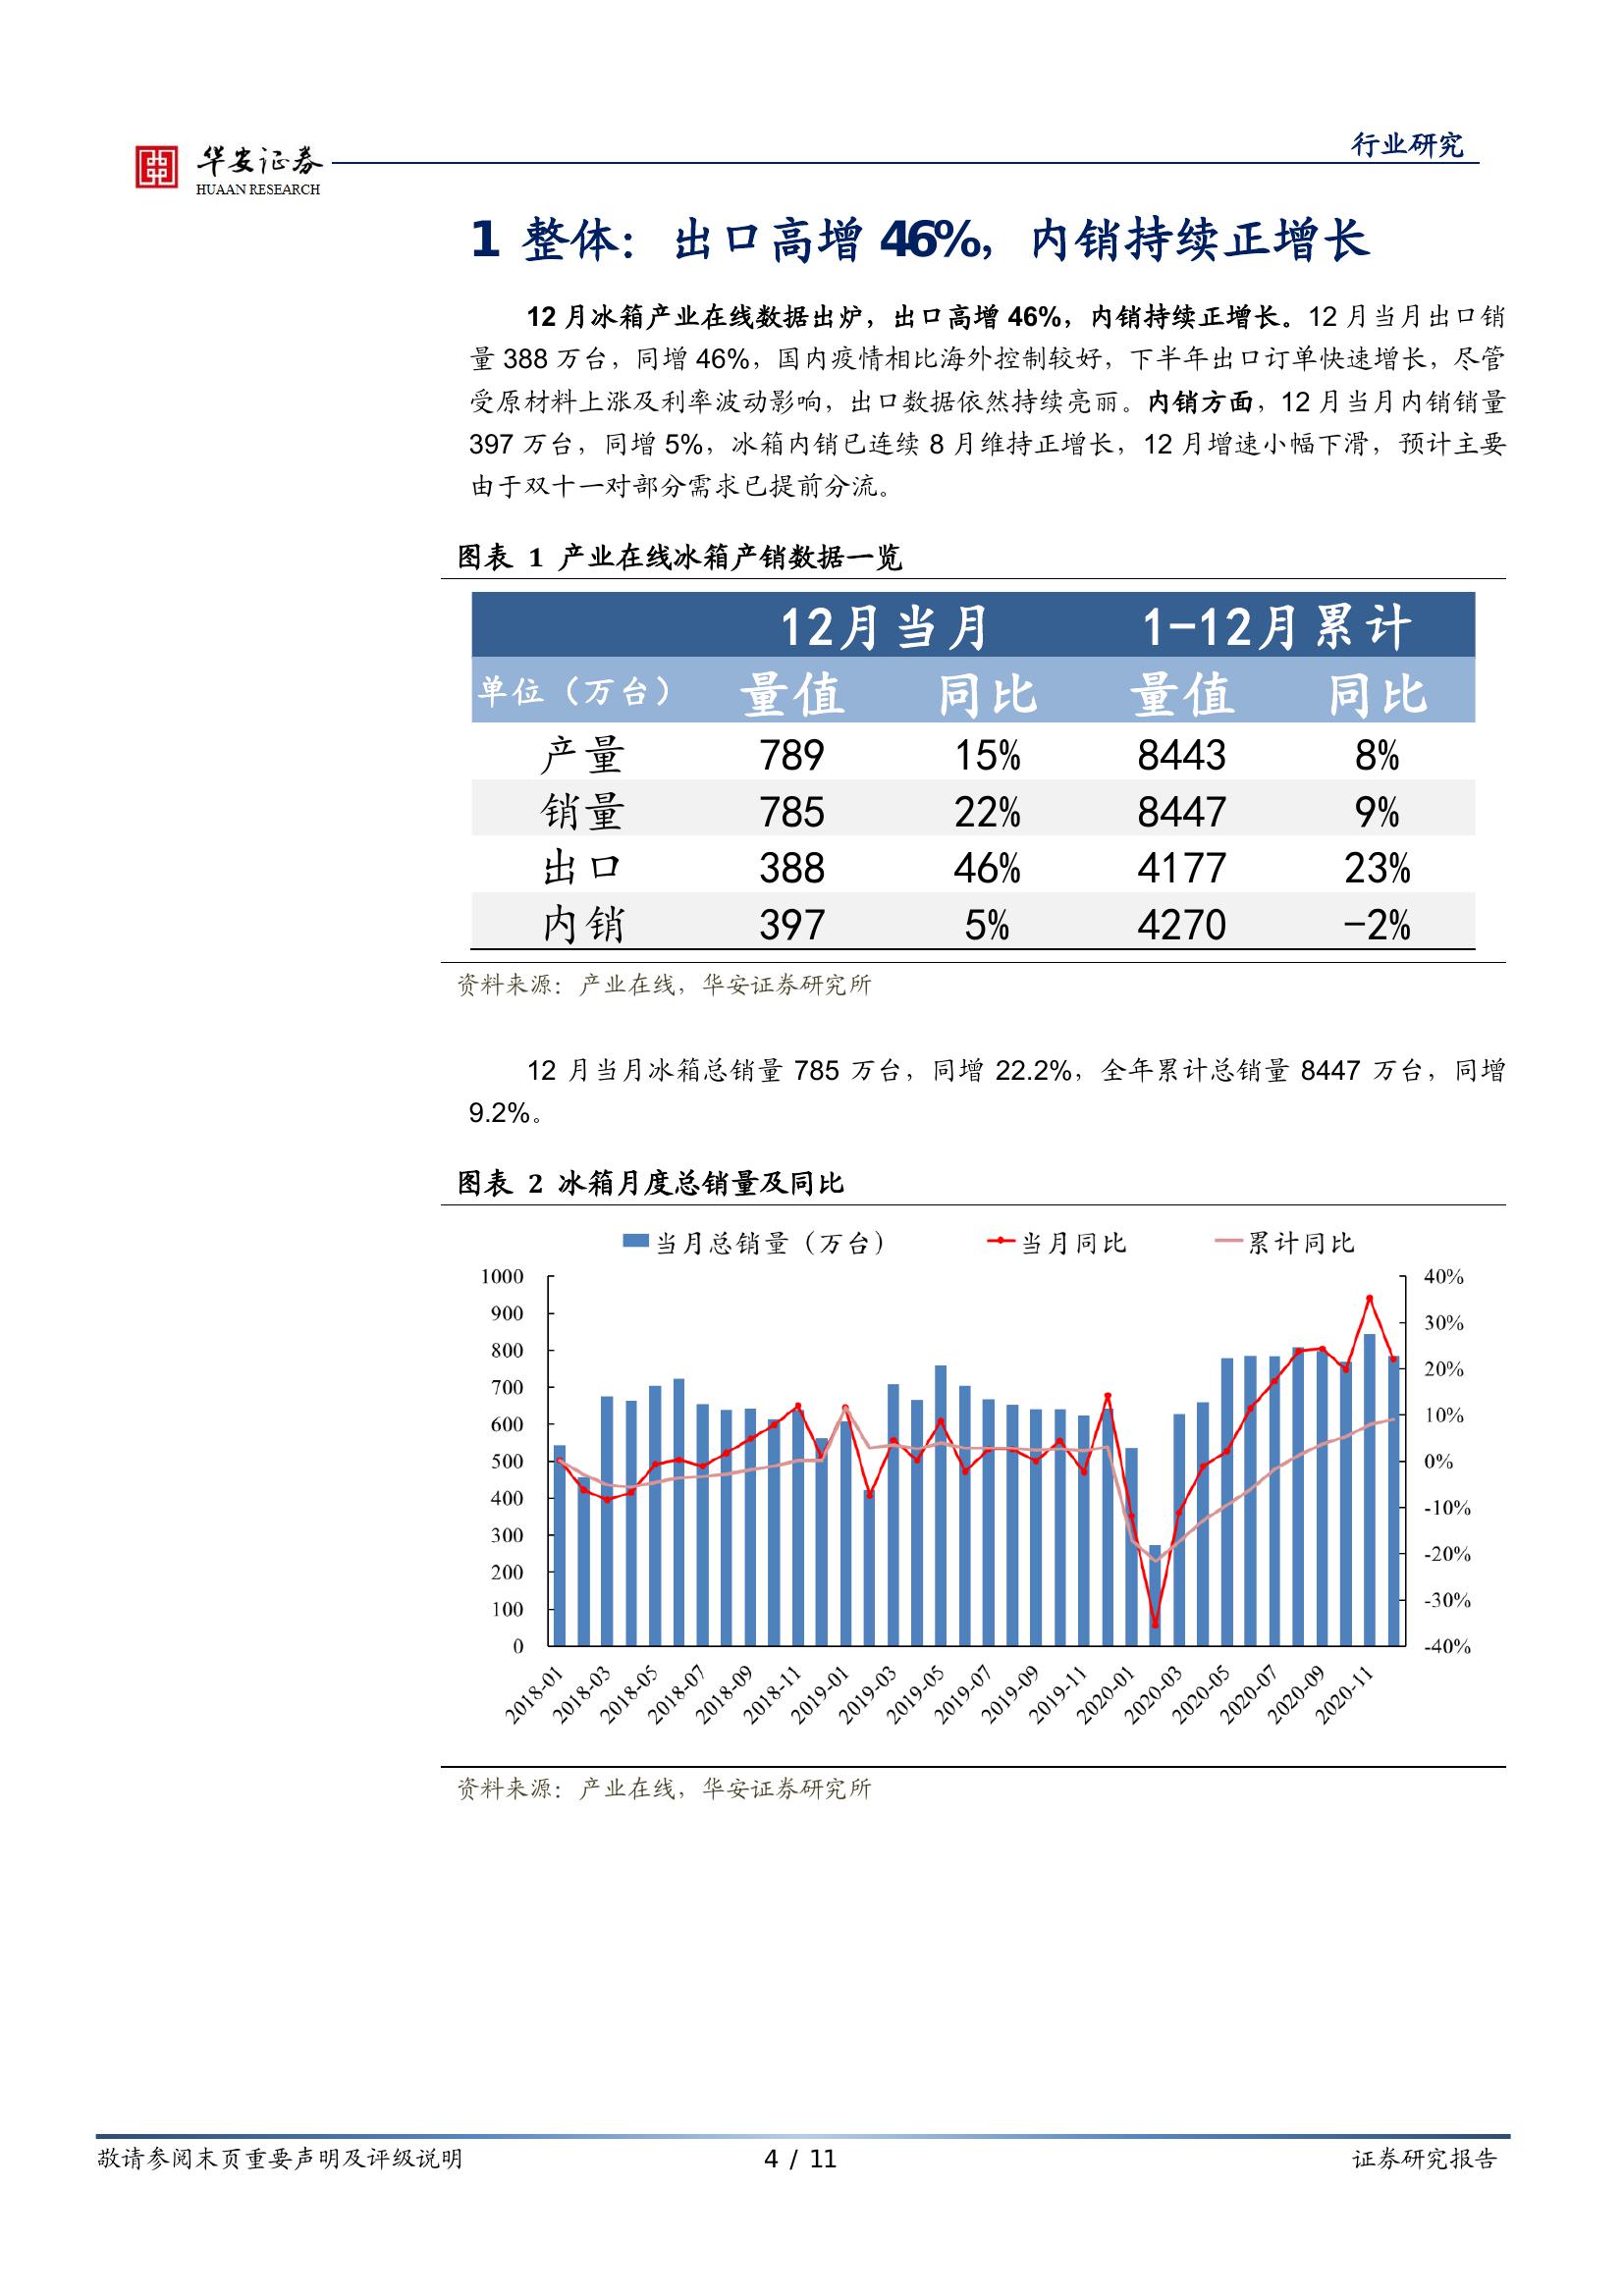 华安证券
HUAAN RESEARCH
行业研究
1 整体：出口高增 46%，内销持续正增长
12 月冰箱产业在线数据出炉，出口高增 46%，内销持续正增长。12 月当月出口销
量 388 万台，同增 46%，国内疫情相比海外控制较好，下半年出口订单快速增长，尽管
受原材料上涨及利率波动影响，出口数据依然持续亮丽。内销方面，12 月当月内销销量
397 万台，同增 5%，冰箱内销已连续 8 月维持正增长，12 月增速小幅下滑，预计主要
由于双十一对部分需求已提前分流。
图表 1 产业在线冰箱产销数据一览
12月当月 1-12月累计
单位（万台） 量值 同比 量值 同比
产量 789 15% 8443 8%
销量 785 22% 8447 9%
出口 388 46% 4177 23%
内销 397 5% 4270 -2%
资料来源：产业在线，华安证券研究所
12 月当月冰箱总销量 785 万台，同增 22.2%，全年累计总销量 8447 万台，同增
9.2%。
图表 2 冰箱月度总销量及同比
当月总销量（万台） 当月同比 累计同比
1000 40%
900 30%
800 20%
700 10%
600 0%
500 -10%
400 -20%
300 -30%
200 -40%
100
0
2018-01 2018-03 2018-05 2018-07 2018-09 2018-11 2019-01 2019-03 2019-05 2019-07 2019-09 2019-11 2020-01 2020-03 2020-05 2020-07 2020-09 2020-11
资料来源：产业在线，华安证券研究所
敬请参阅末页重要声明及评级说明 4 / 11 证券研究报告